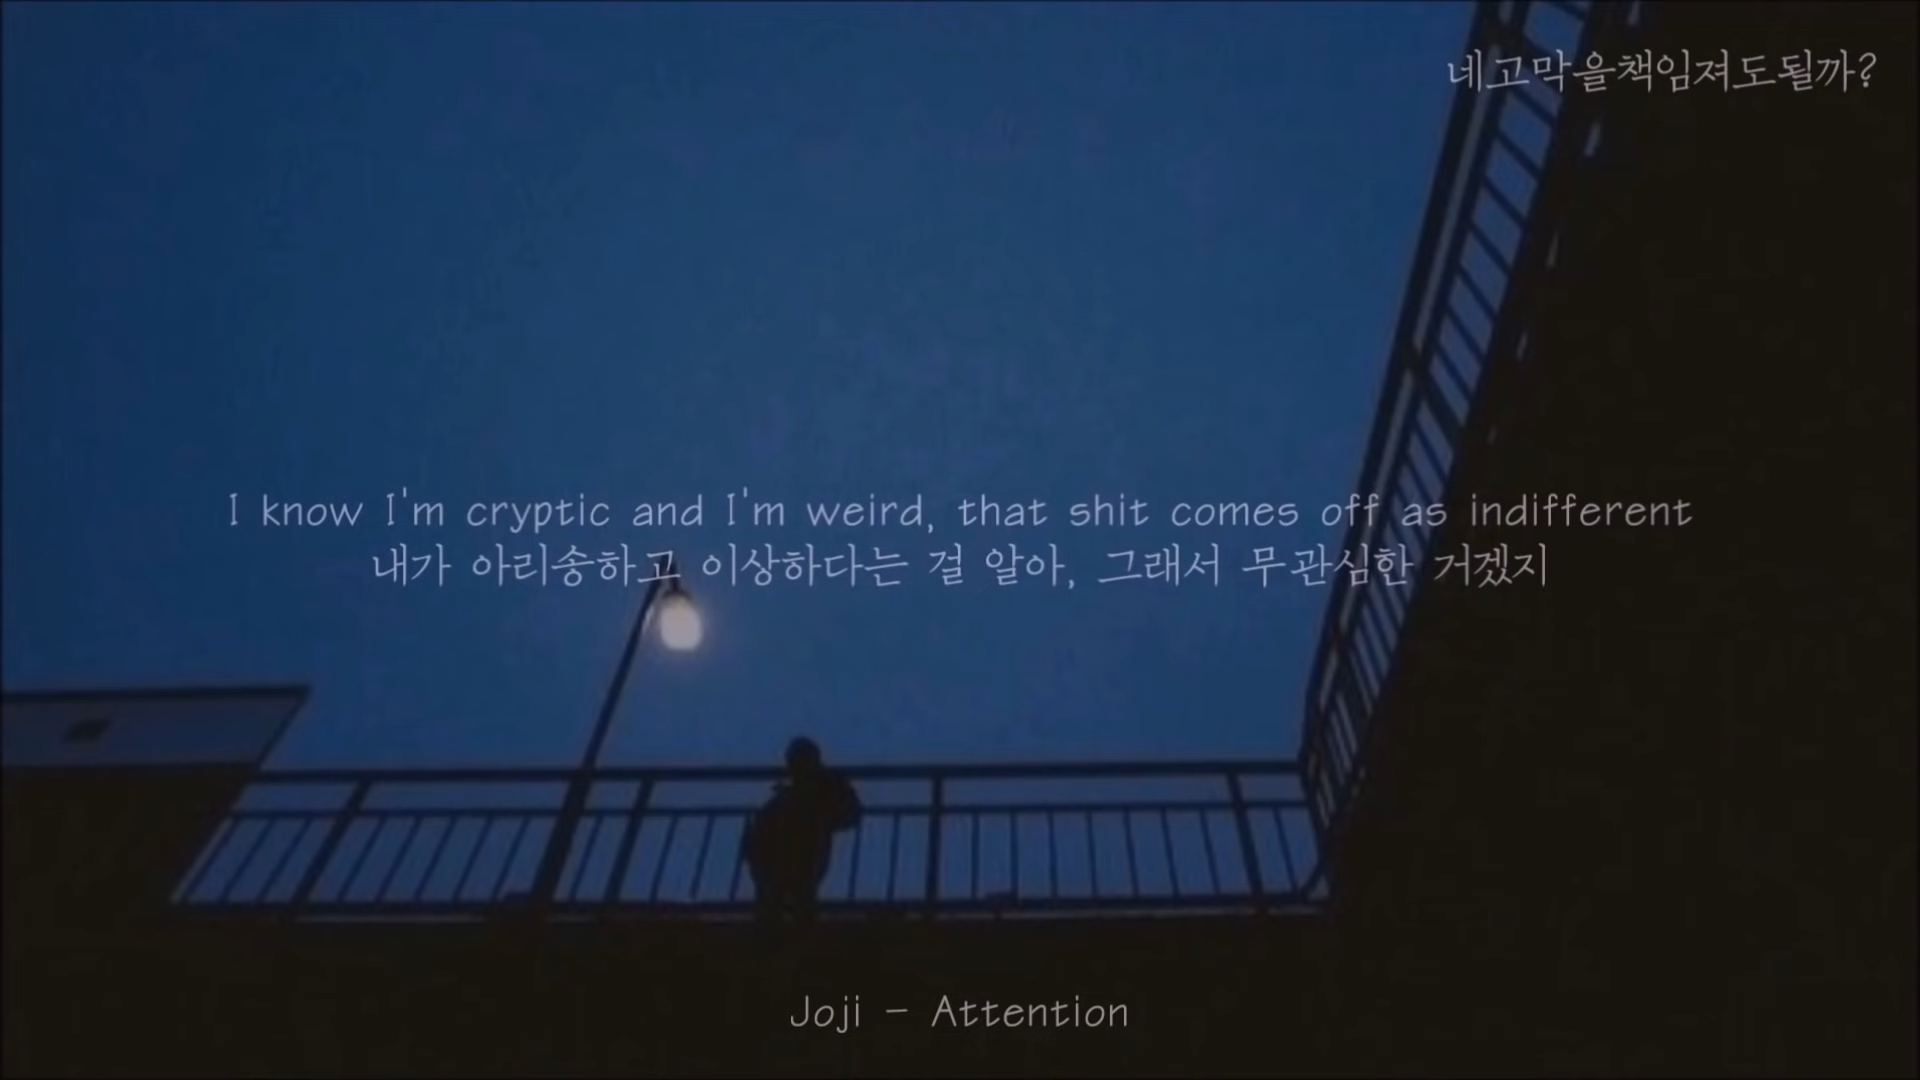 네고막을책임져도될까?
I know I'm cryptic and I'm weird, that shit comes off as indifferent
내가 아리송하고 이상하다는 걸 알아, 그래서 무관심한 거겠지
Joji - Attention